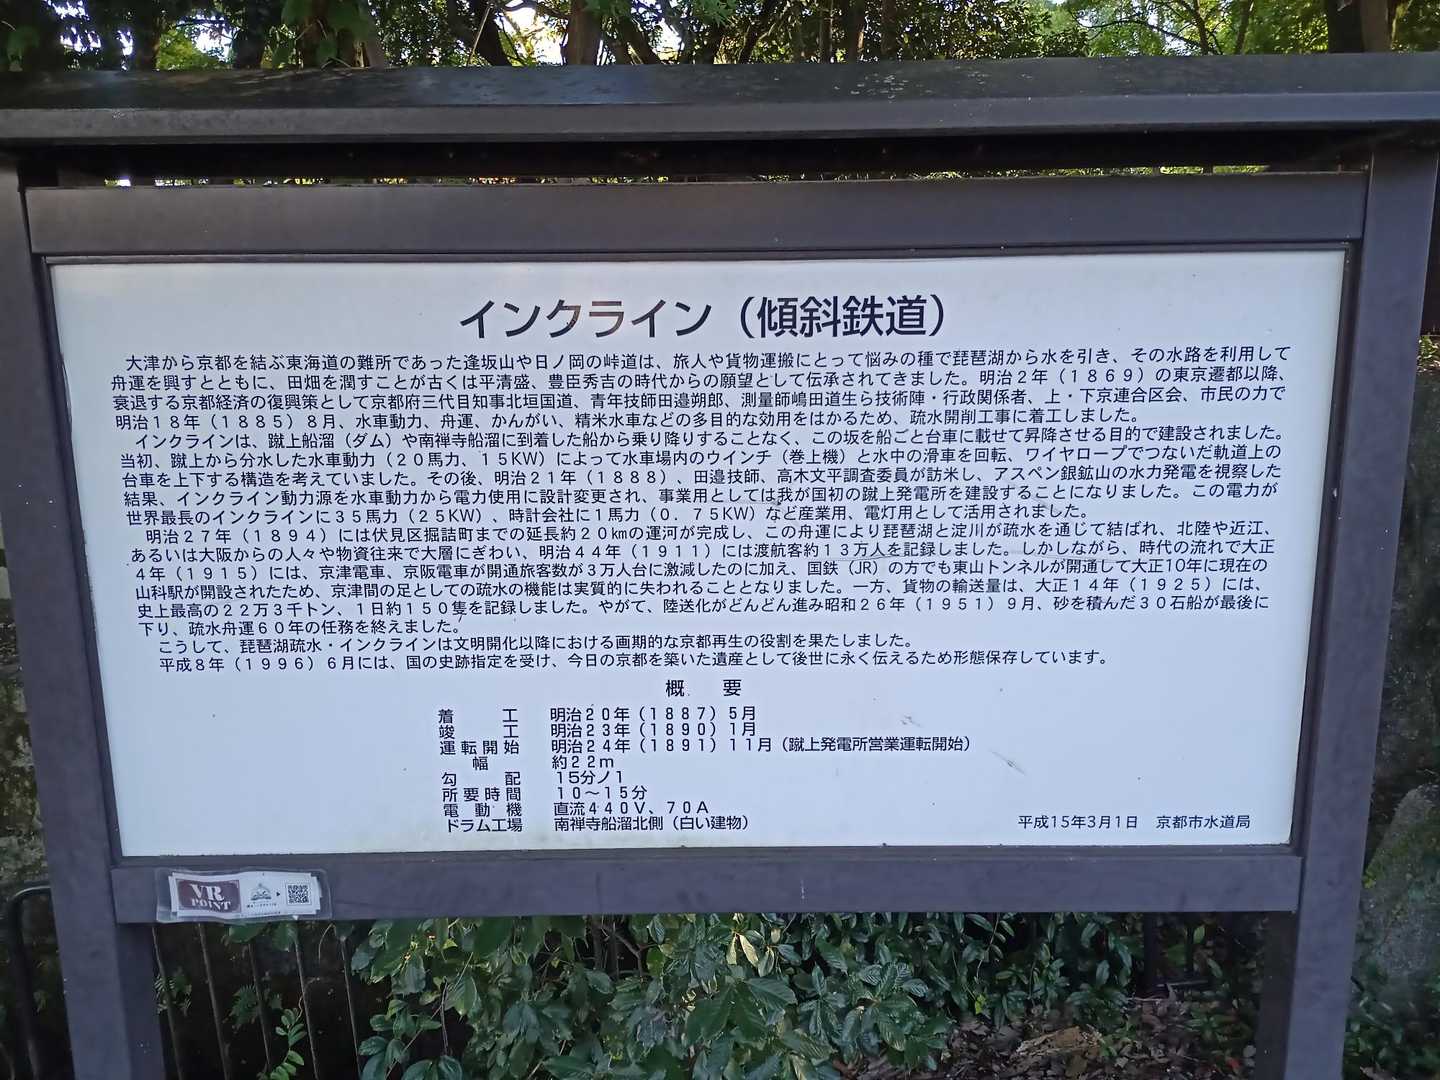 インクライン（傾斜鉄道）
大津から京都を結ぶ東海道の難所であった逢坂山や日ノ岡の峠道は、旅人や貨物運搬にとって悩みの種で琵琶湖から水を引き、その水路を利用して
舟運を興すとともに、田畑を潤すことが古くは平清盛、豊臣秀吉の時代からの願望として伝承されてきました。明治２年（１８６９）の東京遷都以降、
衰退する京都経済の復興策として京都府三代目知事北垣国道、青年技師田邉朔郎、測量師嶋田道生ら技術陣・行政関係者、上・下京連合区会、市民の力で
明治１８年（１８８５）８月、水車動力、舟運、かんがい、精米水車などの多目的な効用をはかるため、疏水開削工事に着工しました。
インクラインは、蹴上船溜（ダム）や南禅寺船溜に到着した船から乗り降りすることなく、この坂を船ごと台車に載せて昇降させる目的で建設されました。
当初、蹴上から分水した水車動力（２０馬力、１５KW）によって水車場内のウインチ（巻上機）と水中の滑車を回転、ワイヤロープでつないだ軌道上の
台車を上下する構造を考えていました。その後、明治２１年（１８８８）、田邉技師、高木文平調査委員が訪米し、アスペン銀鉱山の水力発電を視察した
結果、インクライン動力源を水車動力から電力使用に設計変更され、事業用としては我が国初の蹴上発電所を建設することになりました。この電力が
世界最長のインクラインに３５馬力（２５KW）、時計会社に１馬力（０．７５KW）など産業用、電灯用として活用されました。
明治２７年（１８９４）には伏見区堀詰町までの延長約２０㎞の運河が完成し、この舟運により琵琶湖と淀川が疏水を通じて結ばれ、北陸や近江、
あるいは大阪からの人々や物資往来で大層にぎわい、明治４４年（１９１１）には渡航客約１３万人を記録しました。しかしながら、時代の流れで大正
４年（１９１５）には、京津電車、京阪電車が開通旅客数が３万人台に激減したのに加え、国鉄（JR）の方でも東山トンネルが開通して大正10年に現在の
山科駅が開設されたため、京津間の足としての疏水の機能は実質的に失われることとなりました。一方、貨物の輸送量は、大正１４年（１９２５）には、
史上最高の２２万３千トン、１日約１５０隻を記録しました。やがて、陸送化がどんどん進み昭和２６年（１９５１）９月、砂を積んだ３０石船が最後に
下り、疏水舟運６０年の任務を終えました。
こうして、琵琶湖疏水・インクラインは文明開化以降における画期的な京都再生の役割を果たしました。
平成８年（１９９６）６月には、国の史跡指定を受け、今日の京都を築いた遺産として後世に永く伝えるため形態保存しています。
概　要
着　工　明治２０年（１８８７）５月
竣　工　明治２３年（１８９０）１月
運転開始　明治２４年（１８９１）１１月（蹴上発電所営業運転開始）
幅　約２２ｍ
勾　配　１５分ノ１
所要時間　１０～１５分
電動機　直流４４０Ｖ、７０Ａ
ドラム工場　南禅寺船溜北側（白い建物）
平成15年3月1日　京都市水道局
VR
POINT